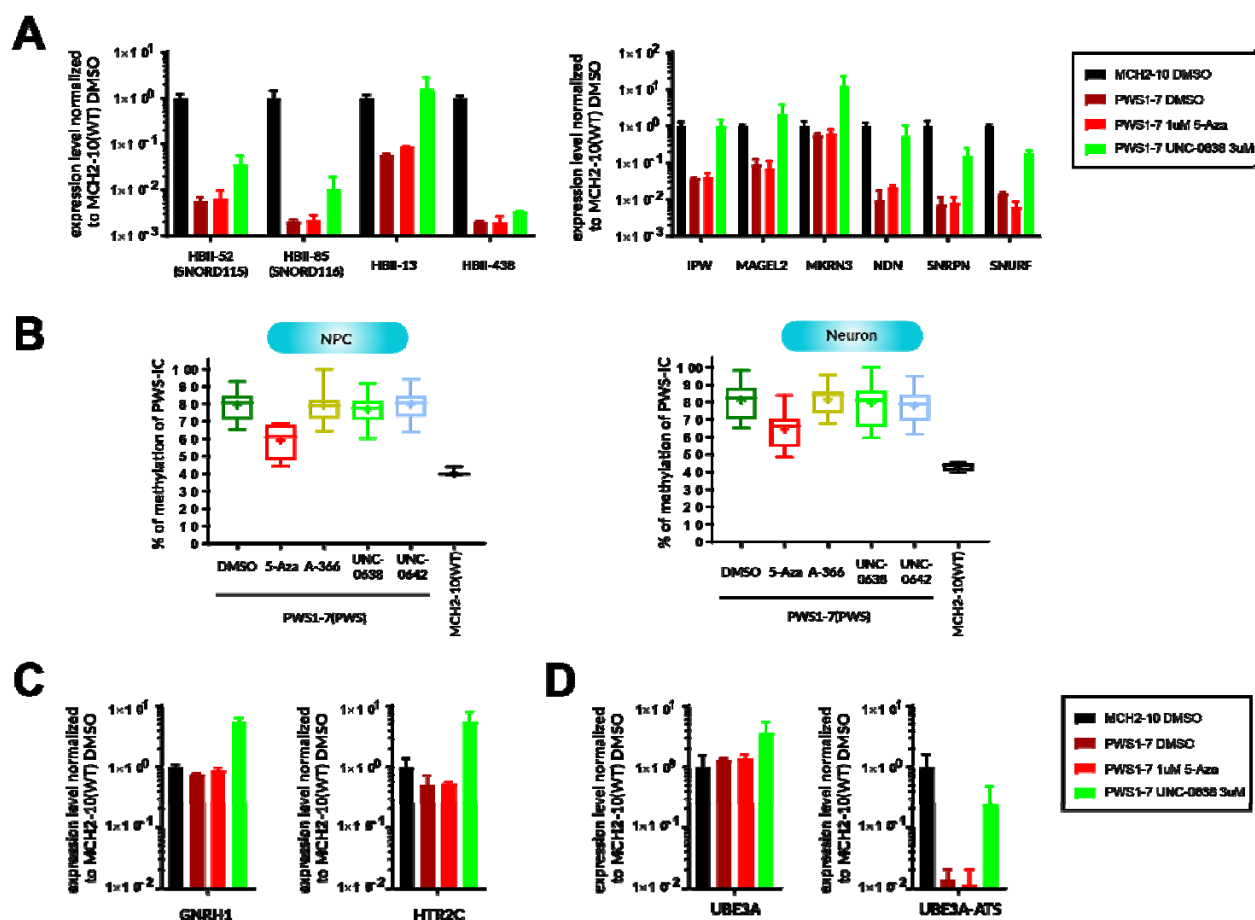 A
expression level normalized
to MCH2-10(WT) DMSO
1×10¹
1×10⁰
1×10⁻¹
1×10⁻²
1×10⁻³
HBII-52
(SNORD115)
HBII-85
(SNORD116)
HBII-13
HBII-438
expression level normalized
to MCH2-10(WT) DMSO
1×10²
1×10¹
1×10⁰
1×10⁻¹
1×10⁻²
1×10⁻³
IPW
MAGEL2
MKRN3
NDN
SNRPN
SNURF
MCH2-10 DMSO
PWS1-7 DMSO
PWS1-7 1uM 5-Aza
PWS1-7 UNC-0638 3uM
B
NPC
% of methylation of PWS-IC
100
90
80
70
60
50
40
30
20
10
0
DMSO
5-Aza
A-366
UNC-
0638
UNC-
0642
MCH2-10(WT)
PWS1-7(PWS)
Neuron
% of methylation of PWS-IC
100
90
80
70
60
50
40
30
20
10
0
DMSO
5-Aza
A-366
UNC-
0638
UNC-
0642
MCH2-10(WT)
PWS1-7(PWS)
C
expression level normalized
to MCH2-10(WT) DMSO
1×10¹
1×10⁰
1×10⁻¹
1×10⁻²
GNRH1
expression level normalized
to MCH2-10(WT) DMSO
1×10¹
1×10⁰
1×10⁻¹
1×10⁻²
HTR2C
D
expression level normalized
to MCH2-10(WT) DMSO
1×10¹
1×10⁰
1×10⁻¹
1×10⁻²
UBE3A
expression level normalized
to MCH2-10(WT) DMSO
1×10¹
1×10⁰
1×10⁻¹
1×10⁻²
UBE3A-ATS
MCH2-10 DMSO
PWS1-7 DMSO
PWS1-7 1uM 5-Aza
PWS1-7 UNC-0638 3uM